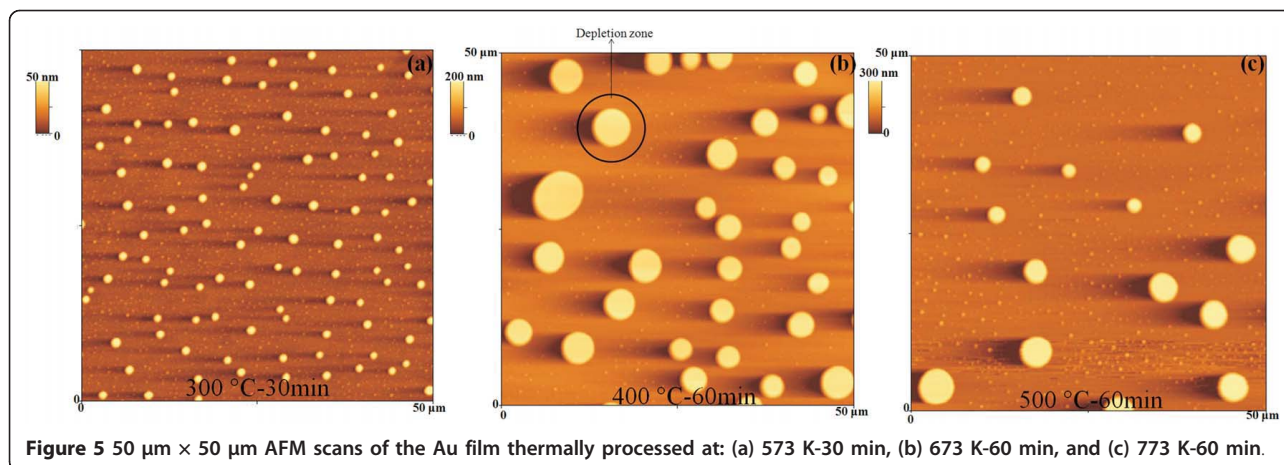 Depletion zone
50 nm
0
(a)
300 °C-30min
0
50 µm
50 µm
200 nm
0
(b)
400 °C-60min
0
0
50 µm
50 µm
300 nm
0
(c)
500 °C-60min
0
50 µm
Figure 5 50 µm × 50 µm AFM scans of the Au film thermally processed at: (a) 573 K-30 min, (b) 673 K-60 min, and (c) 773 K-60 min.